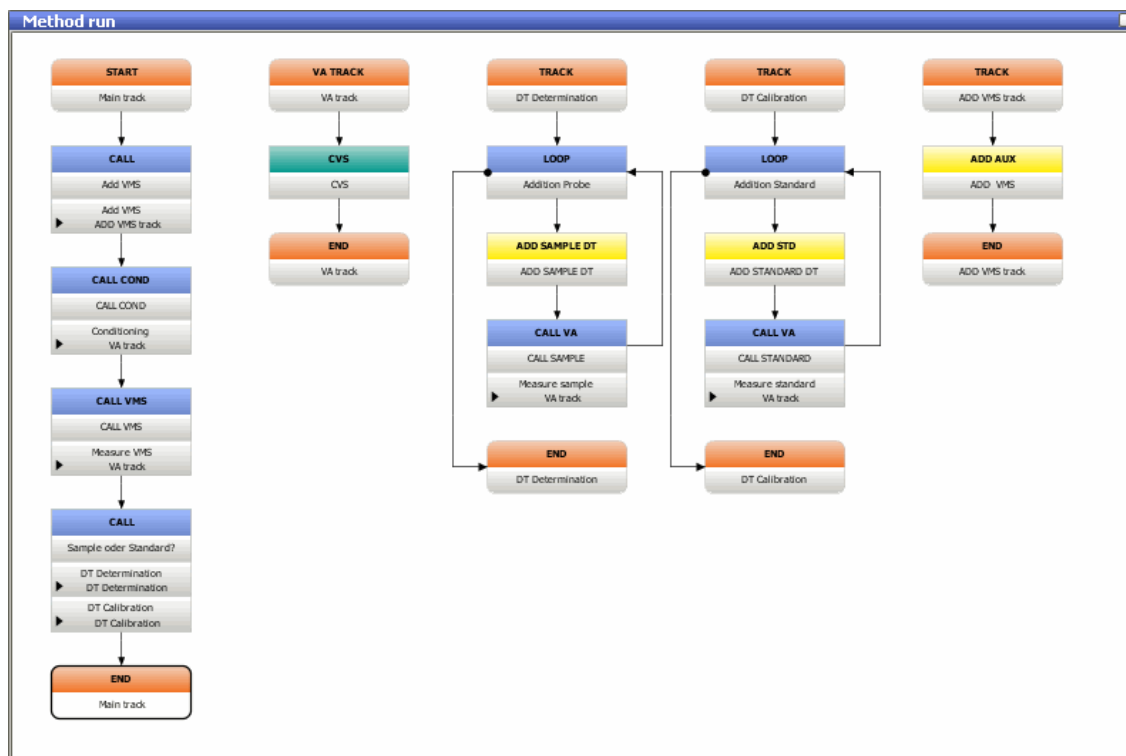 Method run
START
Main track
CALL
Add VMS
Add VMS
ADD VMS track
CALL COND
CALL COND
Conditioning
VA track
CALL VMS
CALL VMS
Measure VMS
VA track
CALL
Sample oder Standard?
DT Determination
DT Determination
DT Calibration
DT Calibration
END
Main track
VA TRACK
VA track
CVS
CVS
END
VA track
TRACK
DT Determination
LOOP
Addition Probe
ADD SAMPLE DT
ADD SAMPLE DT
CALL VA
CALL SAMPLE
Measure sample
VA track
END
DT Determination
TRACK
DT Calibration
LOOP
Addition Standard
ADD STD
ADD STANDARD DT
CALL VA
CALL STANDARD
Measure standard
VA track
END
DT Calibration
TRACK
ADD VMS track
ADD AUX
ADD VMS
END
ADD VMS track